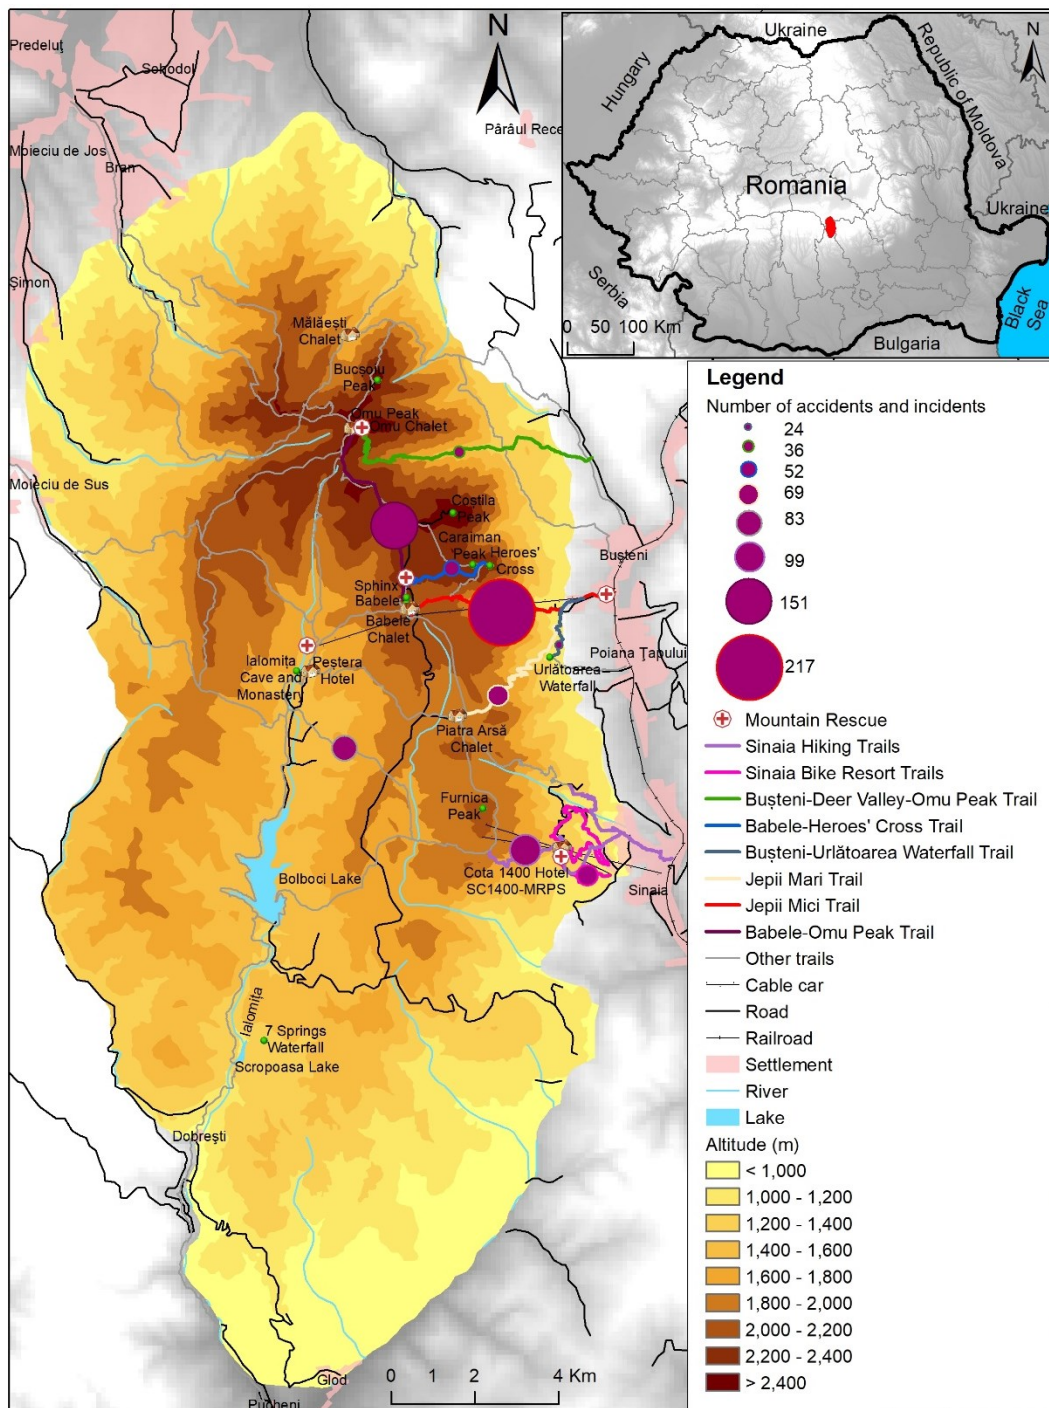 Predeluț
Sohodol
Moieciu de Jos
Bran
Șimon
Moieciu de Sus
N
Pârâul Rece
Mălăești
Chalet
Bucșoiu
Peak
Omu Peak
Omu Chalet
Costila
Peak
Caraiman
Peak
Heroes'
Cross
Sphinx
Babele
Babele
Chalet
Bușteni
Poiana Țapului
Urlătoarea
Waterfall
Ialomița
Cave and
Monastery
Peștera
Hotel
Piatra Arsă
Chalet
Furnica
Peak
Cota 1400 Hotel
SC1400-MRPS
Sinaia
Bolboci Lake
Ialomița
7 Springs
Waterfall
Scropoasa Lake
Dobrești
Glod
Pucheni
0 1 2 4 Km
Ukraine
N
Hungary
Republic of Moldova
Romania
Ukraine
Serbia
Black
Sea
0 50 100 Km
Bulgaria
Legend
Number of accidents and incidents
24
36
52
69
83
99
151
217
Mountain Rescue
Sinaia Hiking Trails
Sinaia Bike Resort Trails
Bușteni-Deer Valley-Omu Peak Trail
Babele-Heroes' Cross Trail
Bușteni-Urlătoarea Waterfall Trail
Jepii Mari Trail
Jepii Mici Trail
Babele-Omu Peak Trail
Other trails
Cable car
Road
Railroad
Settlement
River
Lake
Altitude (m)
< 1,000
1,000 - 1,200
1,200 - 1,400
1,400 - 1,600
1,600 - 1,800
1,800 - 2,000
2,000 - 2,200
2,200 - 2,400
> 2,400